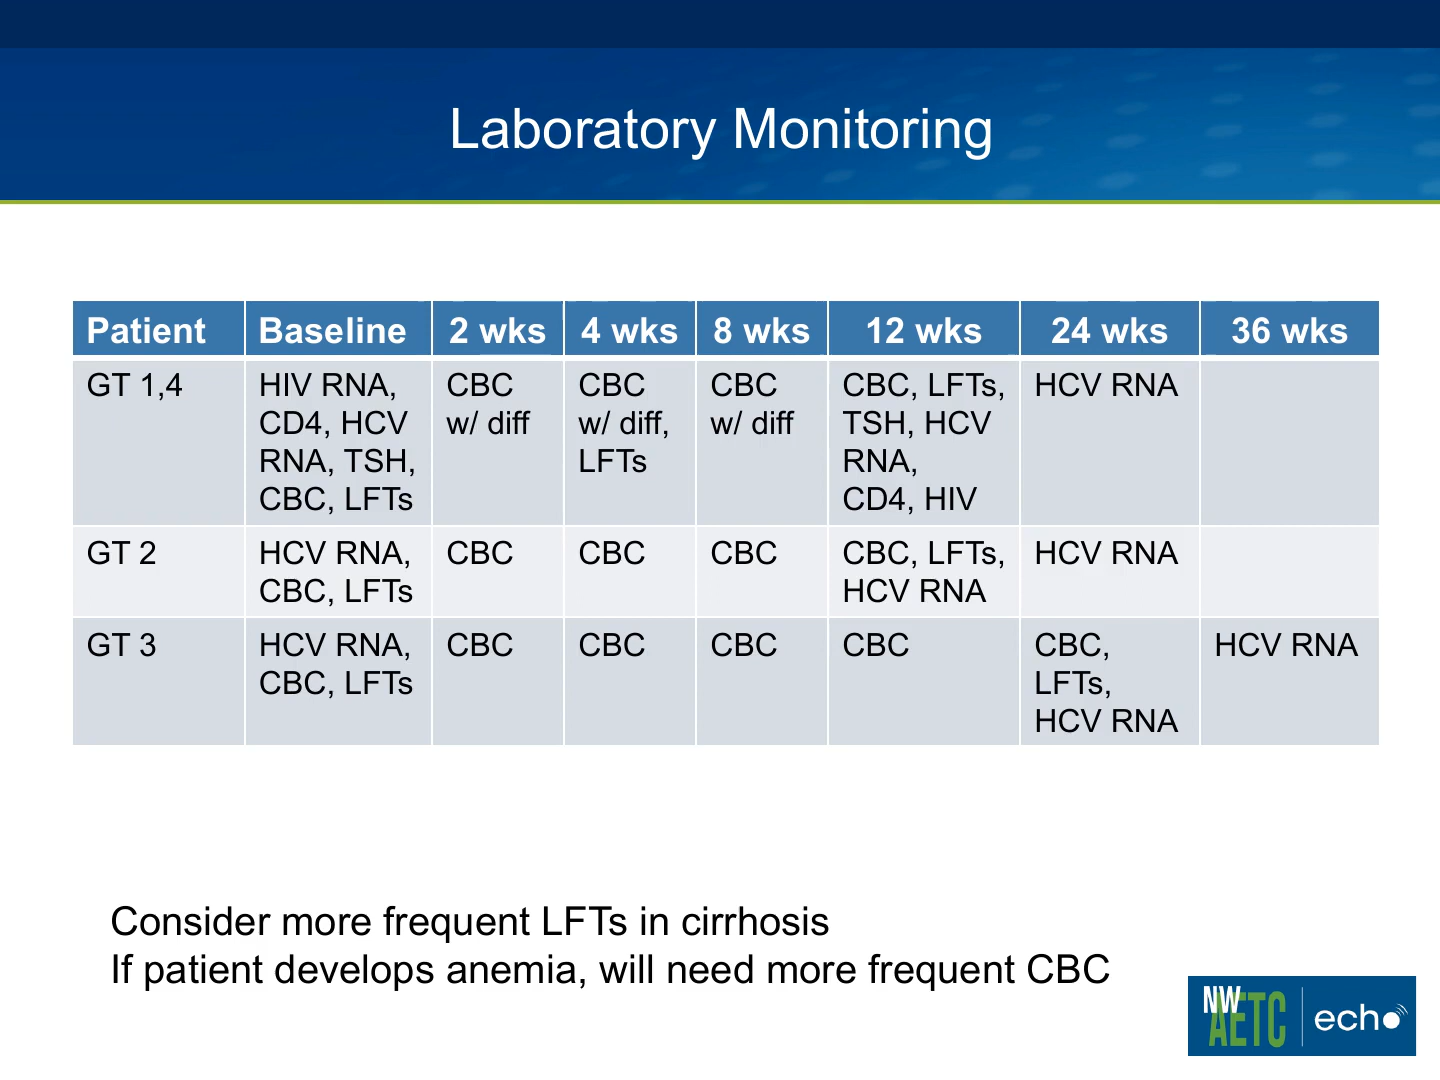 Laboratory Monitoring
Patient Baseline 2 wks 4 wks 8 wks 12 wks 24 wks 36 wks
GT 1,4
HIV RNA,
CD4, HCV
RNA, TSH,
CBC, LFTs
CBC
w/ diff
CBC
w/ diff,
LFTs
CBC
w/ diff
CBC, LFTs,
TSH, HCV
RNA,
CD4, HIV
HCV RNA
GT 2
HCV RNA,
CBC, LFTs
CBC
CBC
CBC
CBC, LFTs,
HCV RNA
HCV RNA
GT 3
HCV RNA,
CBC, LFTs
CBC
CBC
CBC
CBC
CBC,
LFTs,
HCV RNA
HCV RNA
Consider more frequent LFTs in cirrhosis
If patient develops anemia, will need more frequent CBC
NW
AETC
echo